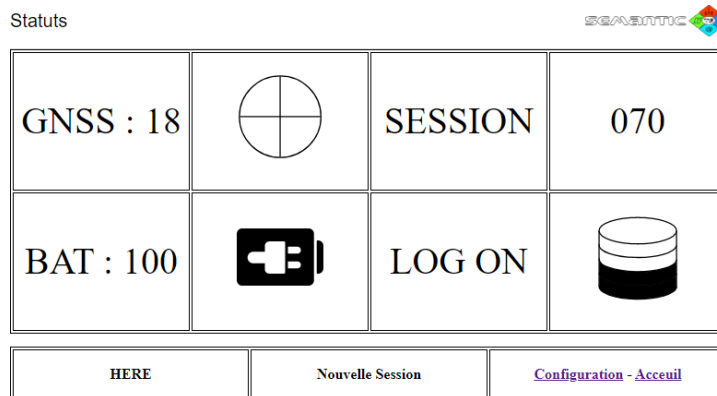 Statuts
SEMANTIC
GNSS : 18
SESSION
070
BAT : 100
LOG ON
HERE
Nouvelle Session
Configuration - Acceuil